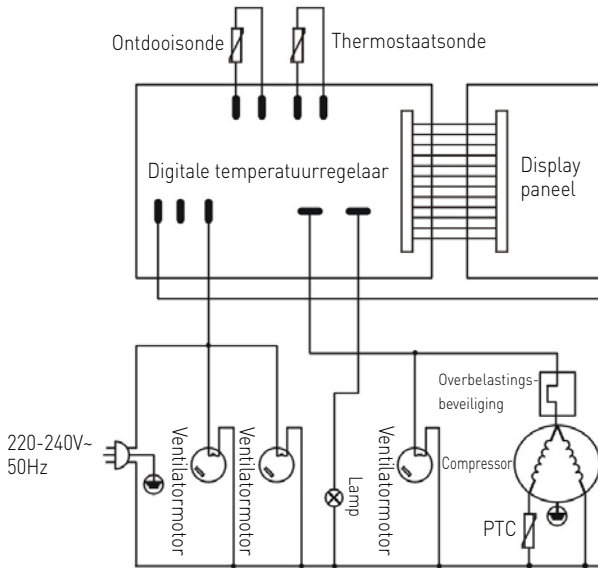 Ontdooisonde
Thermostaatsonde
Digitale temperatuurregelaar
Display
paneel
Overbelastings-
beveiliging
220-240V~
50Hz
Ventilatormotor
Ventilatormotor
Lamp
Ventilatormotor
Compressor
PTC